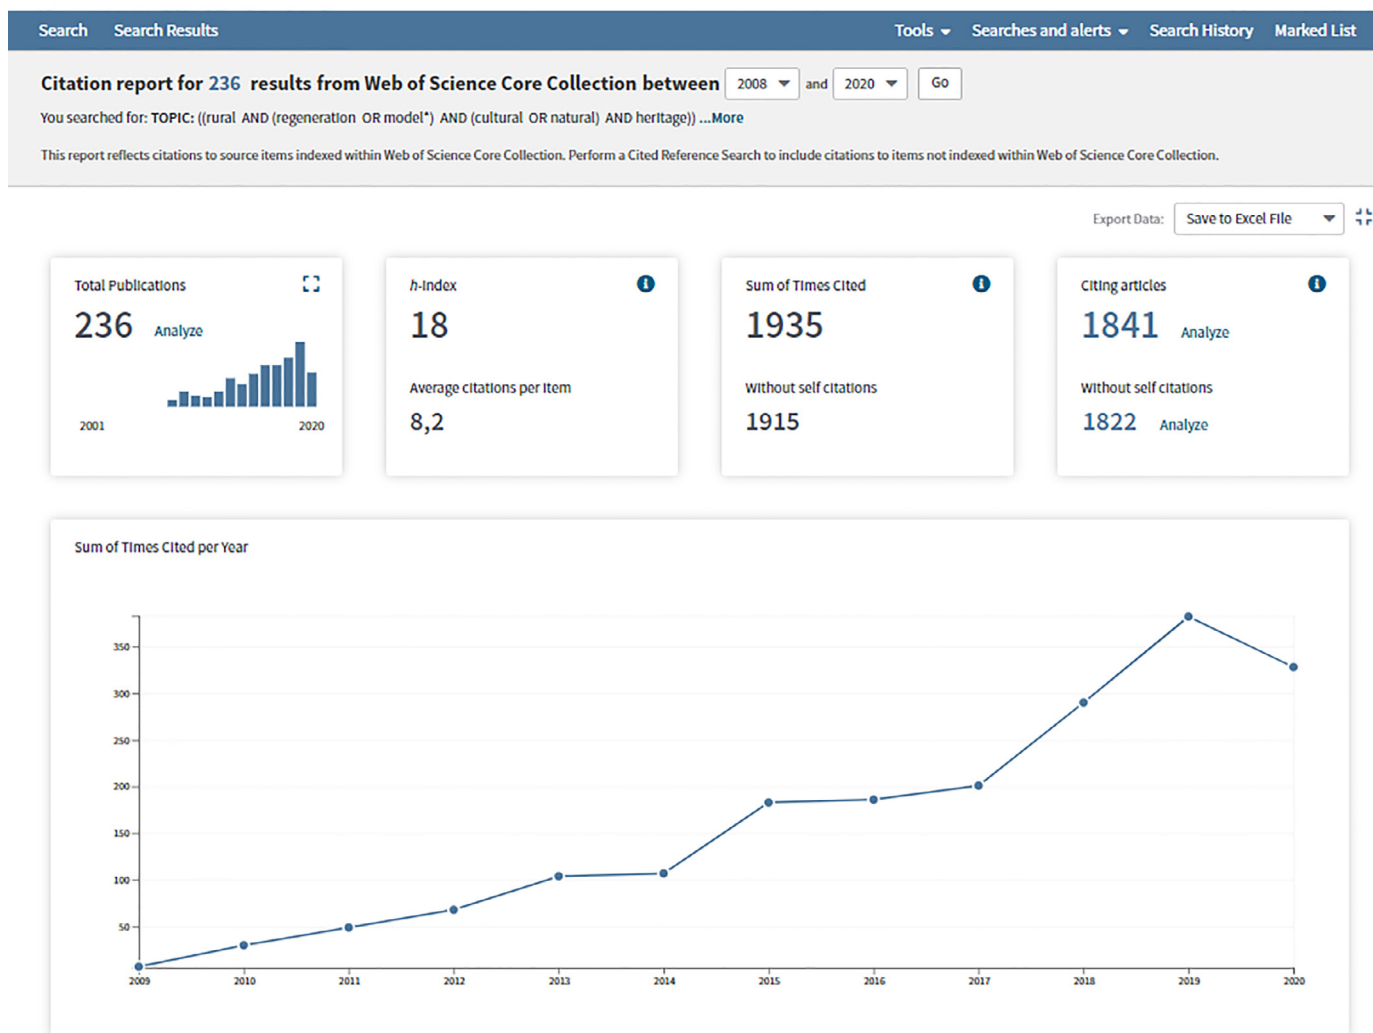 Search Search Results Tools Searches and alerts Search History Marked List
Citation report for 236 results from Web of Science Core Collection between 2008 and 2020 Go
You searched for: TOPIC: ((rural AND (regeneration OR model*) AND (cultural OR natural) AND heritage)) ...More
This report reflects citations to source items indexed within Web of Science Core Collection. Perform a Cited Reference Search to include citations to items not indexed within Web of Science Core Collection.
Export Data: Save to Excel File
Total Publications
236 Analyze
2001 2020
h-index
18
Average citations per item
8,2
Sum of Times Cited
1935
Without self citations
1915
Citing articles
1841 Analyze
Without self citations
1822 Analyze
Sum of Times Cited per Year
350
300
250
200
150
100
50
2009 2010 2011 2012 2013 2014 2015 2016 2017 2018 2019 2020